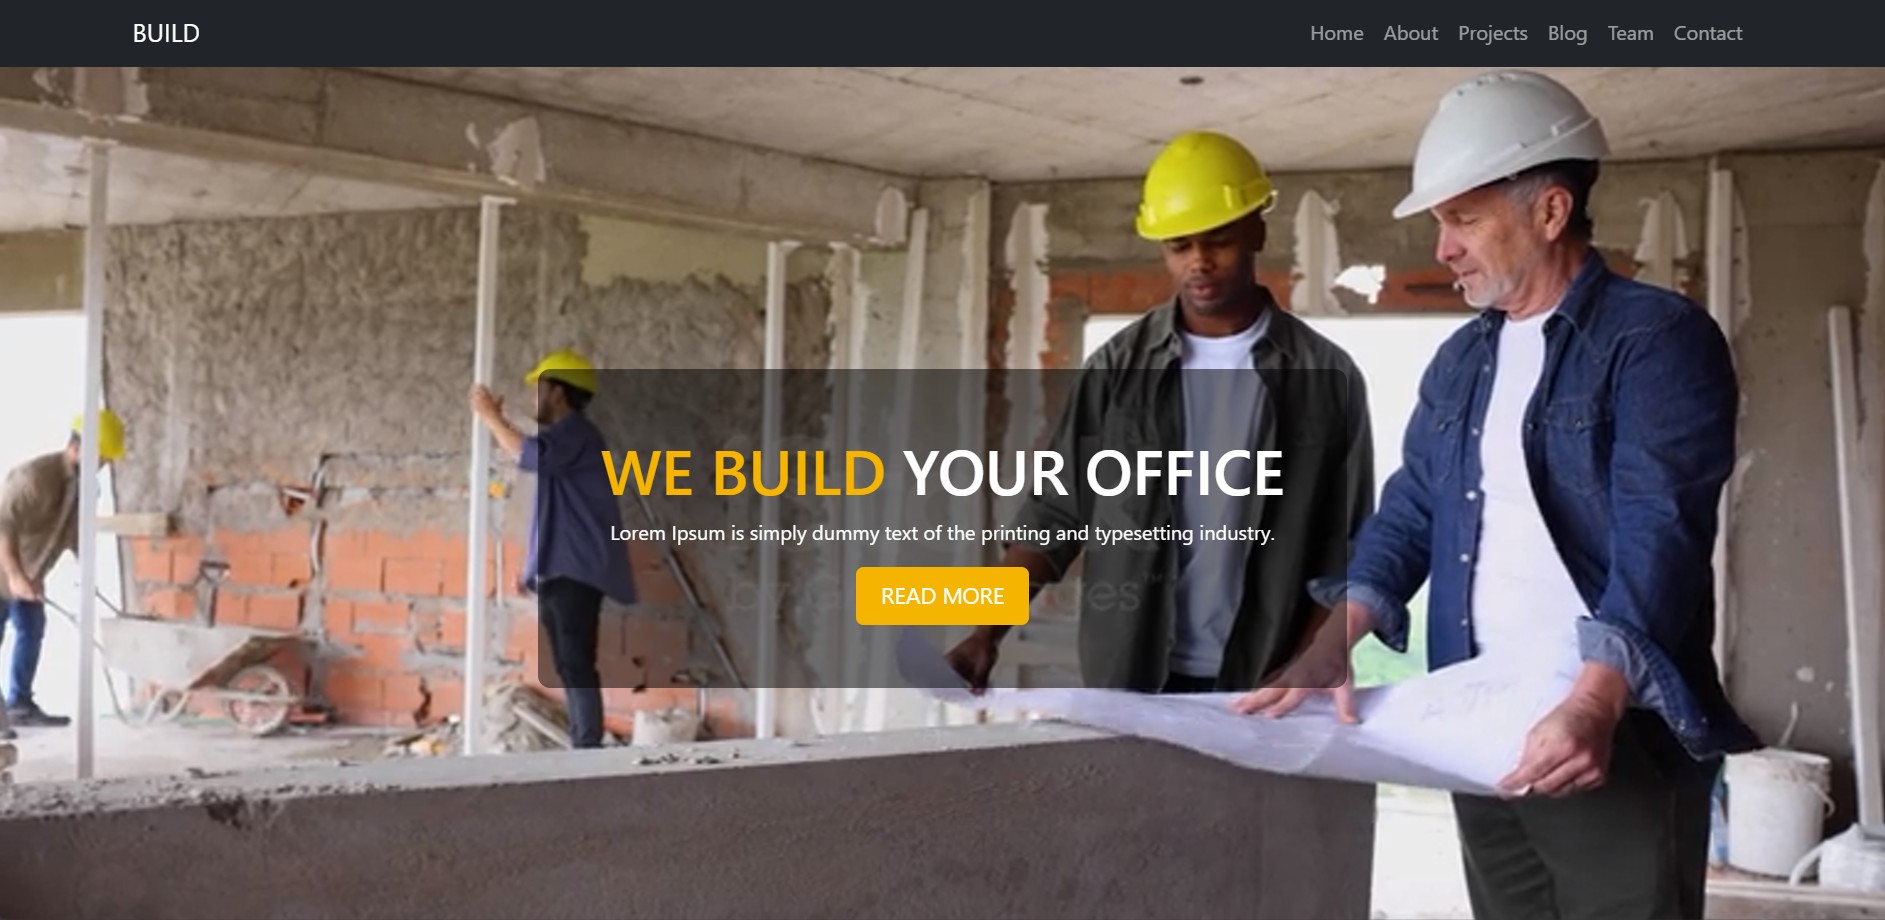 BUILD
Home About Projects Blog Team Contact
WE BUILD YOUR OFFICE
Lorem Ipsum is simply dummy text of the printing and typesetting industry.
READ MORE